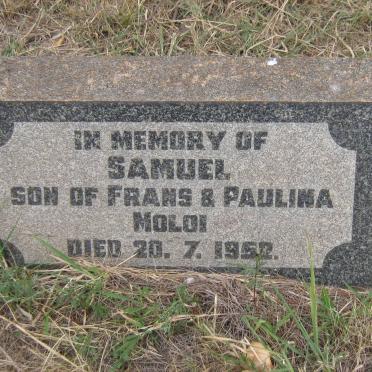 IN MEMORY OF
SAMUEL
SON OF FRANS & PAULINA
MOLOI
DIED 20. 7. 1952.